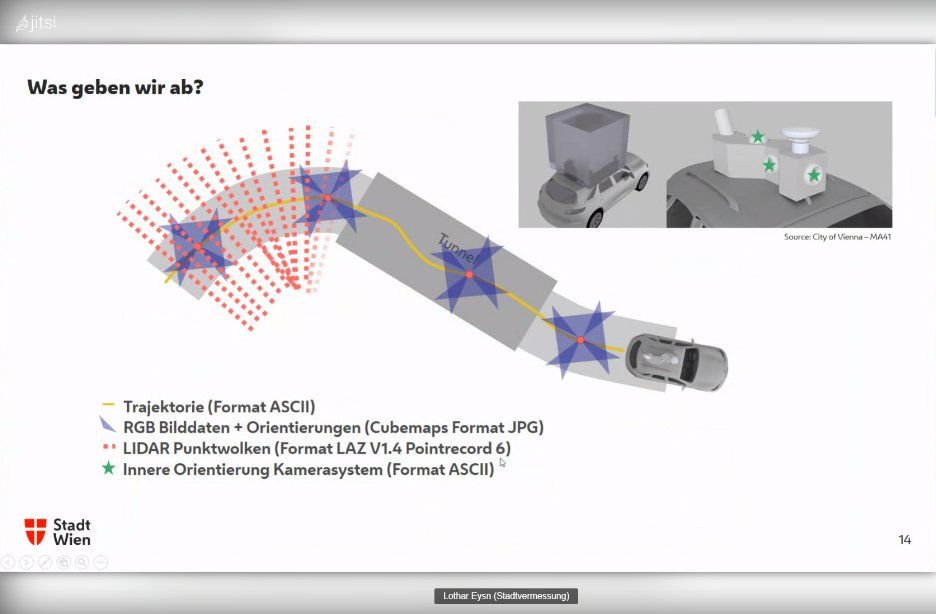 jitsi
Was geben wir ab?
Tunnel
Source: City of Vienna – MA41
Trajektorie (Format ASCII)
RGB Bilddaten + Orientierungen (Cubemaps Format JPG)
LIDAR Punktwolken (Format LAZ V1.4 Pointrecord 6)
Innere Orientierung Kamerasystem (Format ASCII)
Stadt
Wien
14
Lothar Eysn (Stadtvermessung)